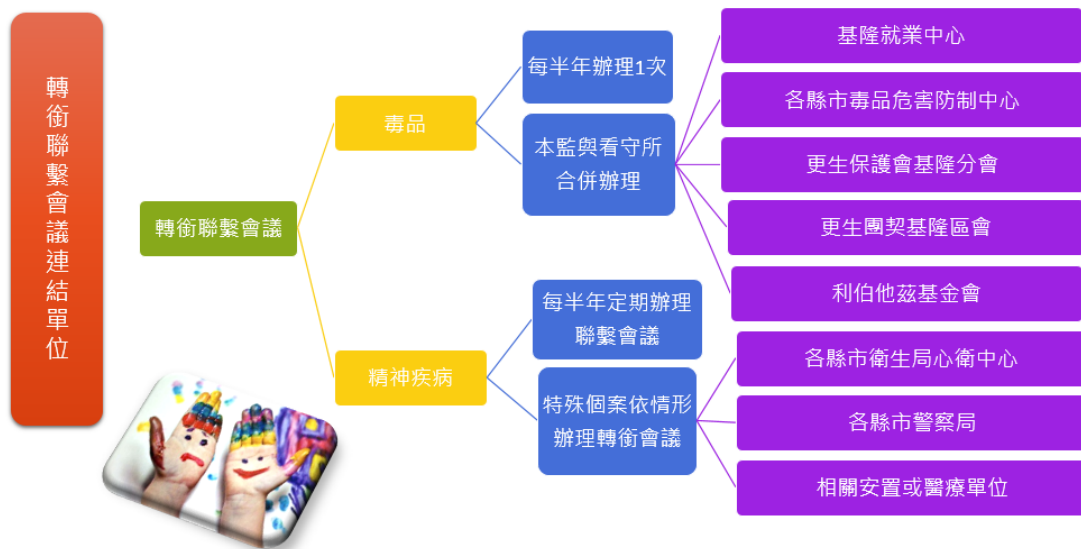 轉銜聯繫會議連結單位
轉銜聯繫會議
毒品
每半年辦理1次
本監與看守所
合併辦理
基隆就業中心
各縣市毒品危害防制中心
更生保護會基隆分會
更生團契基隆區會
利伯他茲基金會
精神疾病
每半年定期辦理
聯繫會議
特殊個案依情形
辦理轉銜會議
各縣市衛生局心衛中心
各縣市警察局
相關安置或醫療單位